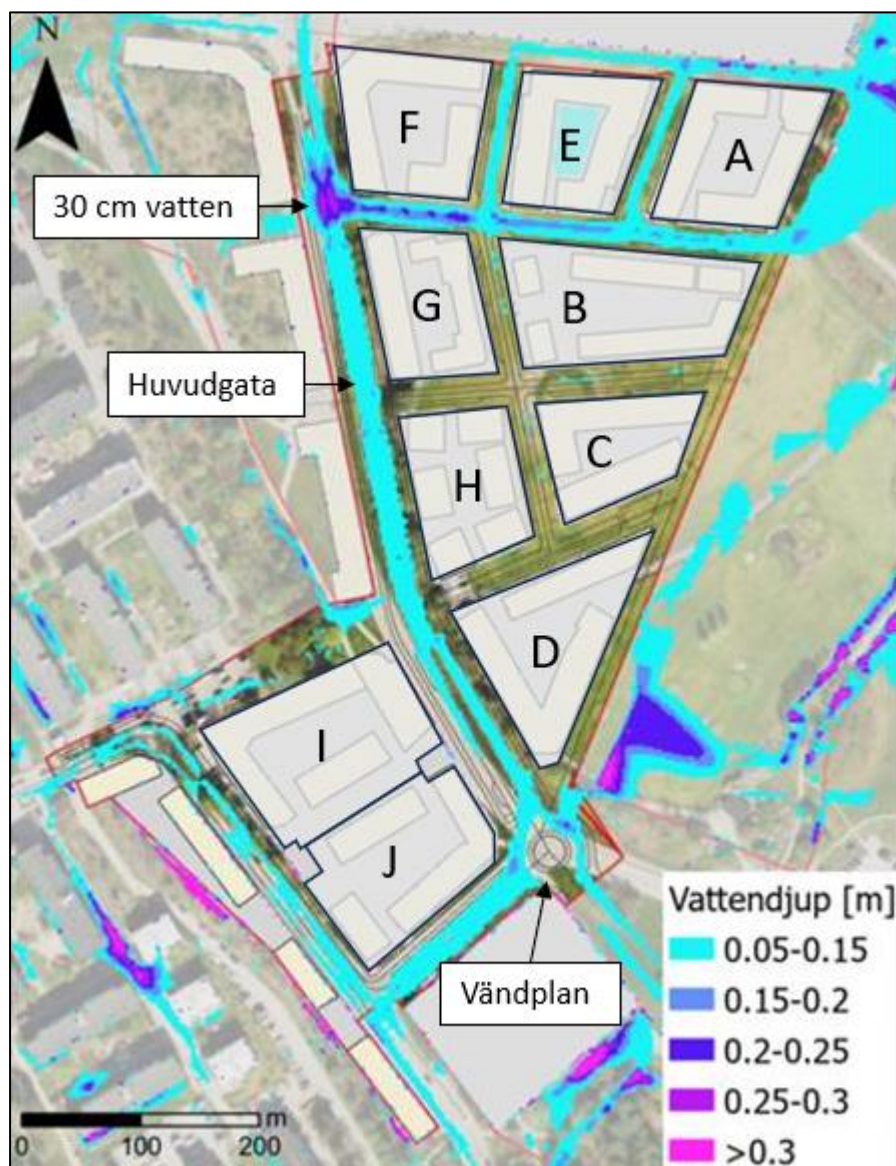 N
F
E
A
30 cm vatten
G
B
Huvudgata
H
C
D
I
J
Vändplan
Vattendjup [m]
0.05-0.15
0.15-0.2
0.2-0.25
0.25-0.3
>0.3
m
0 100 200